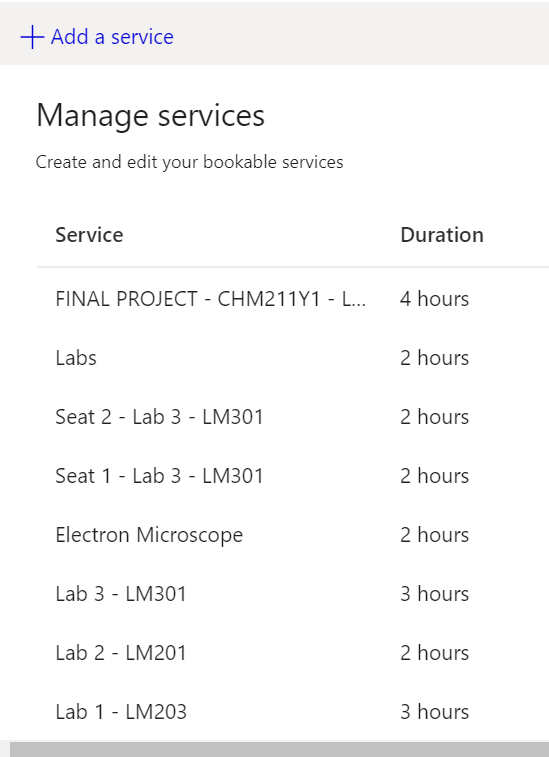 Add a service
Manage services
Create and edit your bookable services
Service Duration
FINAL PROJECT - CHM211Y1 - L... 4 hours
Labs 2 hours
Seat 2 - Lab 3 - LM301 2 hours
Seat 1 - Lab 3 - LM301 2 hours
Electron Microscope 2 hours
Lab 3 - LM301 3 hours
Lab 2 - LM201 2 hours
Lab 1 - LM203 3 hours